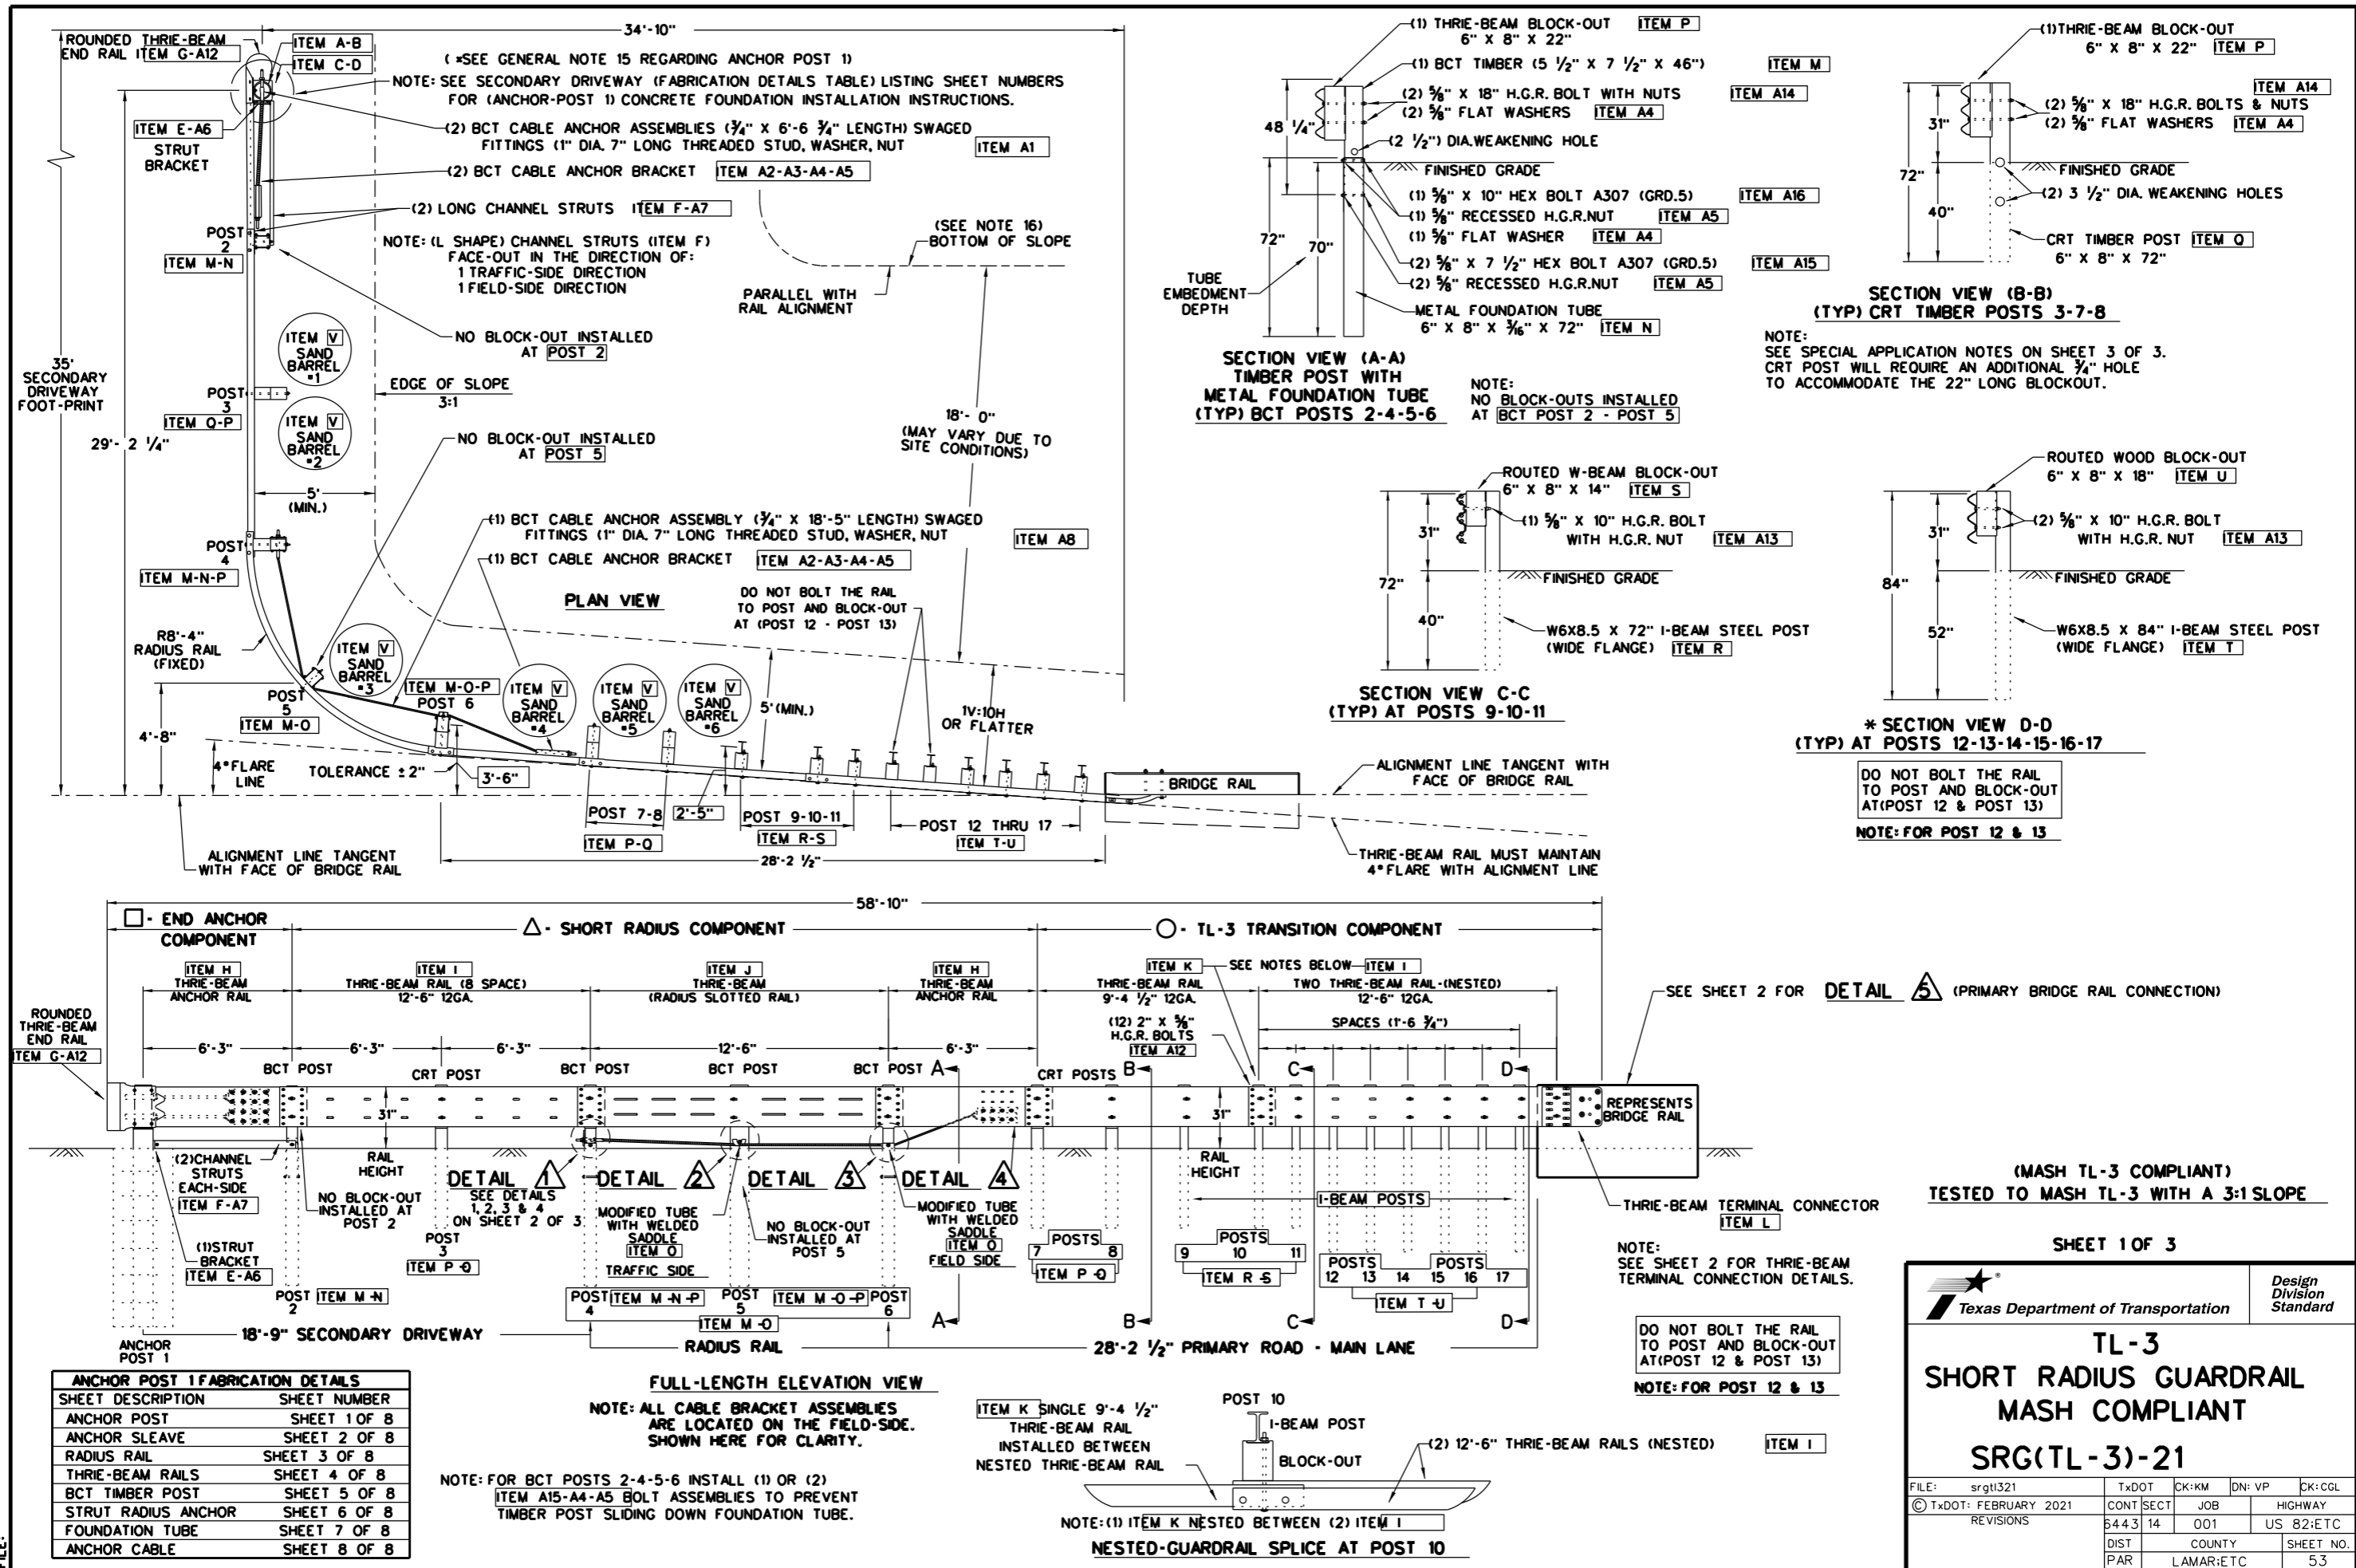 34'-10"
ROUNDED THRIE-BEAM
END RAIL ITEM G-A12
ITEM A-B
ITEM C-D
( *SEE GENERAL NOTE 15 REGARDING ANCHOR POST 1)
NOTE: SEE SECONDARY DRIVEWAY (FABRICATION DETAILS TABLE) LISTING SHEET NUMBERS
FOR (ANCHOR-POST 1) CONCRETE FOUNDATION INSTALLATION INSTRUCTIONS.
ITEM E-A6
STRUT
BRACKET
(2) BCT CABLE ANCHOR ASSEMBLIES (3/4" X 6'-6 3/4" LENGTH) SWAGED
FITTINGS (1" DIA. 7" LONG THREADED STUD, WASHER, NUT
ITEM A1
(2) BCT CABLE ANCHOR BRACKET
ITEM A2-A3-A4-A5
(2) LONG CHANNEL STRUTS ITEM F-A7
POST
2
ITEM M-N
NOTE: (L SHAPE) CHANNEL STRUTS (ITEM F)
FACE-OUT IN THE DIRECTION OF:
1 TRAFFIC-SIDE DIRECTION
1 FIELD-SIDE DIRECTION
(SEE NOTE 16)
BOTTOM OF SLOPE
PARALLEL WITH
RAIL ALIGNMENT
NO BLOCK-OUT INSTALLED
AT POST 2
ITEM V
SAND
BARREL
#1
35'
SECONDARY
DRIVEWAY
FOOT-PRINT
EDGE OF SLOPE
3:1
POST
3
ITEM Q-P
ITEM V
SAND
BARREL
#2
29'- 2 1/4"
18'- 0"
(MAY VARY DUE TO
SITE CONDITIONS)
NO BLOCK-OUT INSTALLED
AT POST 5
5'
(MIN.)
(1) BCT CABLE ANCHOR ASSEMBLY (3/4" X 18'-5" LENGTH) SWAGED
FITTINGS (1" DIA. 7" LONG THREADED STUD, WASHER, NUT
ITEM A8
POST
4
ITEM M-N-P
(1) BCT CABLE ANCHOR BRACKET
ITEM A2-A3-A4-A5
PLAN VIEW
DO NOT BOLT THE RAIL
TO POST AND BLOCK-OUT
AT (POST 12 - POST 13)
R8'-4"
RADIUS RAIL
(FIXED)
ITEM V
SAND
BARREL
#3
ITEM M-O-P
POST 6
ITEM V
SAND
BARREL
#4
ITEM V
SAND
BARREL
#5
ITEM V
SAND
BARREL
#6
POST
5
ITEM M-O
5'(MIN.)
1V:10H
OR FLATTER
4'-8"
4° FLARE
LINE
TOLERANCE ± 2"
3'-6"
ALIGNMENT LINE TANGENT WITH
FACE OF BRIDGE RAIL
BRIDGE RAIL
POST 7-8
2'-5"
POST 9-10-11
POST 12 THRU 17
ITEM P-Q
ITEM R-S
ITEM T-U
28'-2 1/2"
ALIGNMENT LINE TANGENT
WITH FACE OF BRIDGE RAIL
THRIE-BEAM RAIL MUST MAINTAIN
4° FLARE WITH ALIGNMENT LINE
(1) THRIE-BEAM BLOCK-OUT ITEM P
6" X 8" X 22"
(1) BCT TIMBER (5 1/2" X 7 1/2" X 46") ITEM M
(2) 5/8" X 18" H.G.R. BOLT WITH NUTS ITEM A14
(2) 5/8" FLAT WASHERS ITEM A4
48 1/4"
(2 1/2") DIA.WEAKENING HOLE
FINISHED GRADE
(1) 5/8" X 10" HEX BOLT A307 (GRD.5) ITEM A16
(1) 5/8" RECESSED H.G.R.NUT ITEM A5
(1) 5/8" FLAT WASHER ITEM A4
72"
70"
(2) 5/8" X 7 1/2" HEX BOLT A307 (GRD.5) ITEM A15
(2) 5/8" RECESSED H.G.R.NUT ITEM A5
TUBE
EMBEDMENT
DEPTH
METAL FOUNDATION TUBE
6" X 8" X 3/16" X 72" ITEM N
SECTION VIEW (A-A)
TIMBER POST WITH
METAL FOUNDATION TUBE
(TYP) BCT POSTS 2-4-5-6
NOTE:
NO BLOCK-OUTS INSTALLED
AT BCT POST 2 - POST 5
(1)THRIE-BEAM BLOCK-OUT
6" X 8" X 22" ITEM P
ITEM A14
(2) 5/8" X 18" H.G.R. BOLTS & NUTS
(2) 5/8" FLAT WASHERS ITEM A4
31"
FINISHED GRADE
72"
(2) 3 1/2" DIA. WEAKENING HOLES
40"
CRT TIMBER POST ITEM Q
6" X 8" X 72"
SECTION VIEW (B-B)
(TYP) CRT TIMBER POSTS 3-7-8
NOTE:
SEE SPECIAL APPLICATION NOTES ON SHEET 3 OF 3.
CRT POST WILL REQUIRE AN ADDITIONAL 3/4" HOLE
TO ACCOMMODATE THE 22" LONG BLOCKOUT.
ROUTED W-BEAM BLOCK-OUT
6" X 8" X 14" ITEM S
31"
(1) 5/8" X 10" H.G.R. BOLT
WITH H.G.R. NUT ITEM A13
72"
FINISHED GRADE
40"
W6X8.5 X 72" I-BEAM STEEL POST
(WIDE FLANGE) ITEM R
SECTION VIEW C-C
(TYP) AT POSTS 9-10-11
ROUTED WOOD BLOCK-OUT
6" X 8" X 18" ITEM U
31"
(2) 5/8" X 10" H.G.R. BOLT
WITH H.G.R. NUT ITEM A13
84"
FINISHED GRADE
52"
W6X8.5 X 84" I-BEAM STEEL POST
(WIDE FLANGE) ITEM T
* SECTION VIEW D-D
(TYP) AT POSTS 12-13-14-15-16-17
DO NOT BOLT THE RAIL
TO POST AND BLOCK-OUT
AT(POST 12 & POST 13)
NOTE: FOR POST 12 & 13
58'-10"
□ - END ANCHOR
COMPONENT
△ - SHORT RADIUS COMPONENT
○ - TL-3 TRANSITION COMPONENT
ITEM H
THRIE-BEAM
ANCHOR RAIL
ITEM I
THRIE-BEAM RAIL (8 SPACE)
12'-6" 12GA.
ITEM J
THRIE-BEAM
(RADIUS SLOTTED RAIL)
ITEM H
THRIE-BEAM
ANCHOR RAIL
ITEM K SEE NOTES BELOW ITEM I
THRIE-BEAM RAIL
9'-4 1/2" 12GA.
TWO THRIE-BEAM RAIL-(NESTED)
12'-6" 12GA.
(12) 2" X 5/8"
H.G.R. BOLTS
ITEM A12
SPACES (1'-6 3/4")
SEE SHEET 2 FOR DETAIL 5 (PRIMARY BRIDGE RAIL CONNECTION)
ROUNDED
THRIE-BEAM
END RAIL
ITEM G-A12
6'-3"
6'-3"
6'-3"
12'-6"
6'-3"
BCT POST
CRT POST
BCT POST
BCT POST
BCT POST
A
CRT POSTS
B
C
D
31"
31"
REPRESENTS
BRIDGE RAIL
(2)CHANNEL
STRUTS
EACH-SIDE
ITEM F-A7
RAIL
HEIGHT
NO BLOCK-OUT
INSTALLED AT
POST 2
DETAIL 1
SEE DETAILS
1, 2, 3 & 4
ON SHEET 2 OF 3
DETAIL 2
DETAIL 3
DETAIL 4
RAIL
HEIGHT
I-BEAM POSTS
MODIFIED TUBE
WITH WELDED
SADDLE
ITEM O
TRAFFIC SIDE
NO BLOCK-OUT
INSTALLED AT
POST 5
MODIFIED TUBE
WITH WELDED
SADDLE
ITEM O
FIELD SIDE
(1)STRUT
BRACKET
ITEM E-A6
POST
3
ITEM P-Q
POSTS
7 8
ITEM P-Q
POSTS
9 10 11
ITEM R-S
POSTS POSTS
12 13 14 15 16 17
ITEM T-U
POST
2
ITEM M-N
POST
4
ITEM M-N-P
POST
5
ITEM M-O
ITEM M-O-P
POST
6
A
B
C
D
ANCHOR
POST 1
18'-9" SECONDARY DRIVEWAY
RADIUS RAIL
28'-2 1/2" PRIMARY ROAD - MAIN LANE
THRIE-BEAM TERMINAL CONNECTOR
ITEM L
NOTE:
SEE SHEET 2 FOR THRIE-BEAM
TERMINAL CONNECTION DETAILS.
DO NOT BOLT THE RAIL
TO POST AND BLOCK-OUT
AT(POST 12 & POST 13)
NOTE: FOR POST 12 & 13
(MASH TL-3 COMPLIANT)
TESTED TO MASH TL-3 WITH A 3:1 SLOPE
SHEET 1 OF 3
ANCHOR POST 1 FABRICATION DETAILS
SHEET DESCRIPTION SHEET NUMBER
ANCHOR POST SHEET 1 OF 8
ANCHOR SLEAVE SHEET 2 OF 8
RADIUS RAIL SHEET 3 OF 8
THRIE-BEAM RAILS SHEET 4 OF 8
BCT TIMBER POST SHEET 5 OF 8
STRUT RADIUS ANCHOR SHEET 6 OF 8
FOUNDATION TUBE SHEET 7 OF 8
ANCHOR CABLE SHEET 8 OF 8
FULL-LENGTH ELEVATION VIEW
NOTE: ALL CABLE BRACKET ASSEMBLIES
ARE LOCATED ON THE FIELD-SIDE.
SHOWN HERE FOR CLARITY.
NOTE: FOR BCT POSTS 2-4-5-6 INSTALL (1) OR (2)
ITEM A15-A4-A5 BOLT ASSEMBLIES TO PREVENT
TIMBER POST SLIDING DOWN FOUNDATION TUBE.
ITEM K SINGLE 9'-4 1/2"
THRIE-BEAM RAIL
INSTALLED BETWEEN
NESTED THRIE-BEAM RAIL
POST 10
I-BEAM POST
BLOCK-OUT
(2) 12'-6" THRIE-BEAM RAILS (NESTED) ITEM I
NOTE: (1) ITEM K NESTED BETWEEN (2) ITEM I
NESTED-GUARDRAIL SPLICE AT POST 10
Texas Department of Transportation
Design
Division
Standard
TL-3
SHORT RADIUS GUARDRAIL
MASH COMPLIANT
SRG(TL-3)-21
FILE: srgtl321 TxDOT CK:KM DN: VP CK:CGL
© TxDOT: FEBRUARY 2021 CONT SECT JOB HIGHWAY
REVISIONS 6443 14 001 US 82;ETC
DIST COUNTY SHEET NO.
PAR LAMAR;ETC 53
FILE: